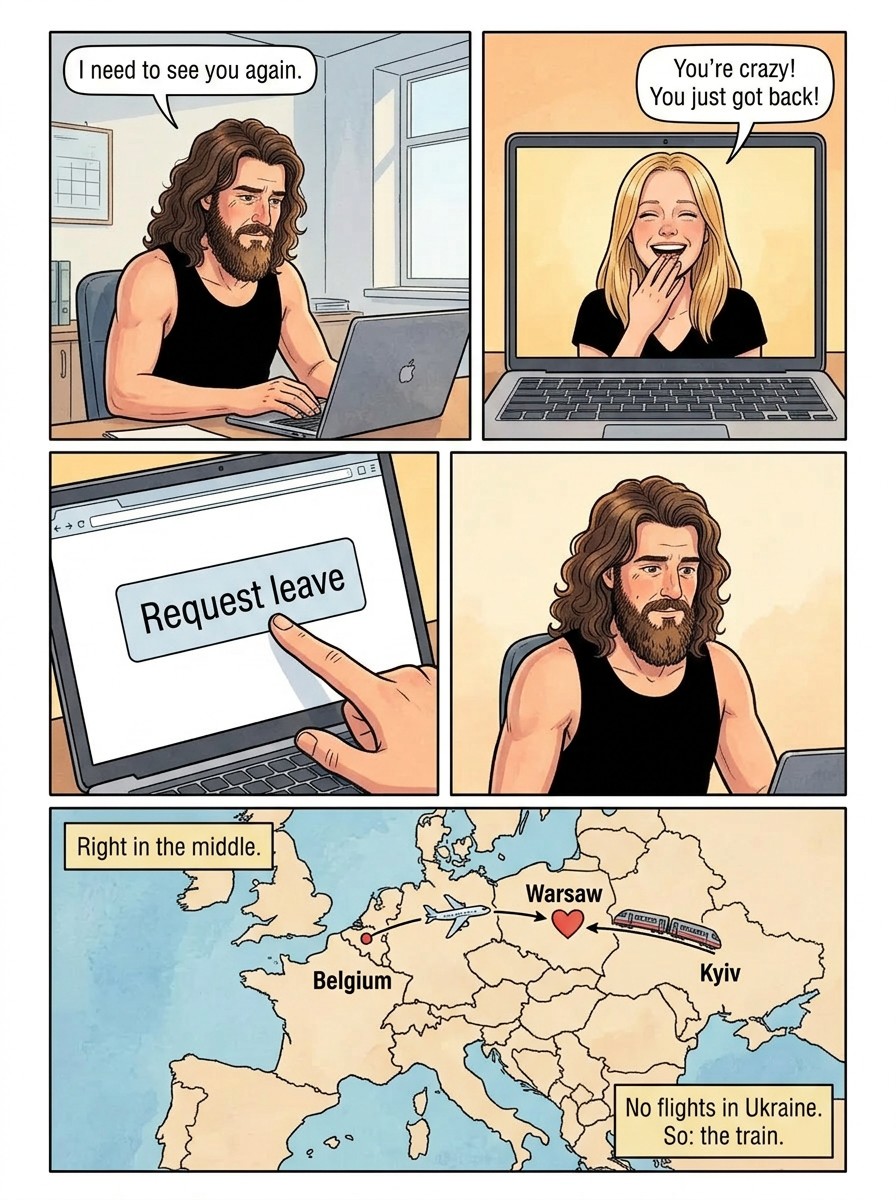 I need to see you again.
You're crazy!
You just got back!
Request leave
Right in the middle.
Warsaw
Belgium
Kyiv
No flights in Ukraine.
So: the train.